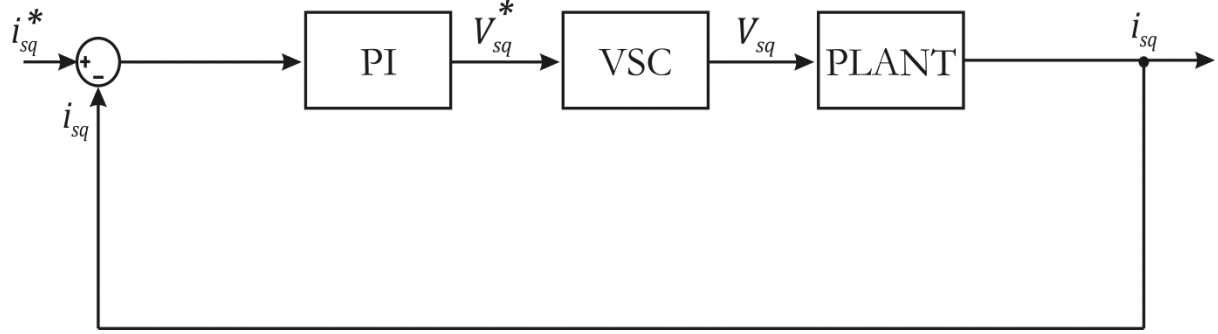 i*sq
+
−
PI
V*sq
VSC
Vsq
PLANT
isq
isq